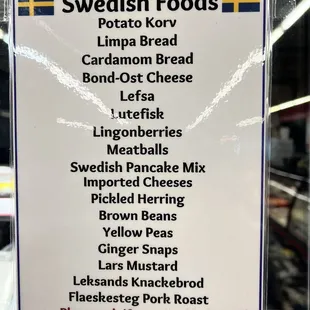 Swedish Foods
Potato Korv
Limpa Bread
Cardamom Bread
Bond-Ost Cheese
Lefsa
Lutefisk
Lingonberries
Meatballs
Swedish Pancake Mix
Imported Cheeses
Pickled Herring
Brown Beans
Yellow Peas
Ginger Snaps
Lars Mustard
Leksands Knackebrod
Flaeskesteg Pork Roast